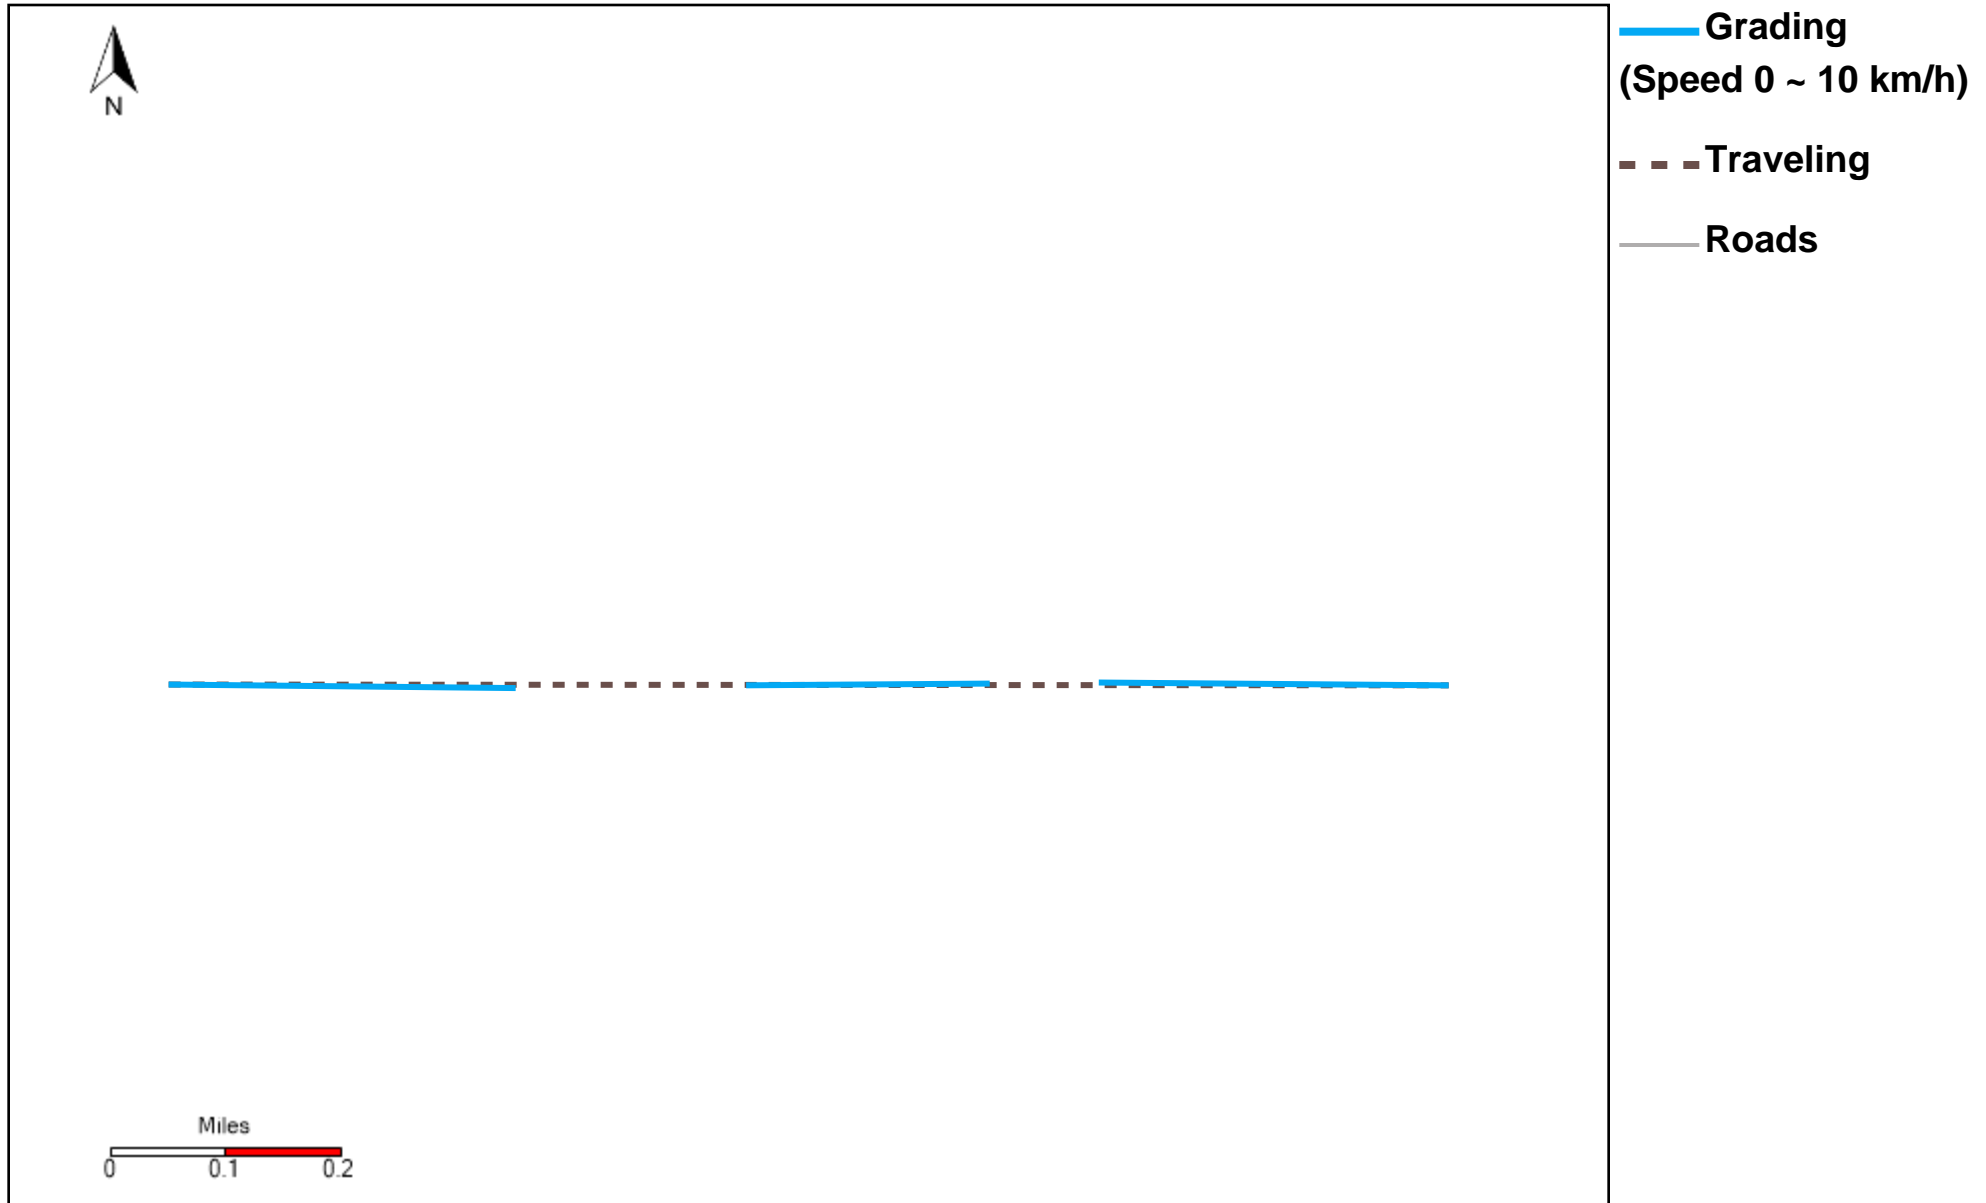 N
Grading
(Speed 0 ~ 10 km/h)
Traveling
Roads
Miles
0 0.1 0.2